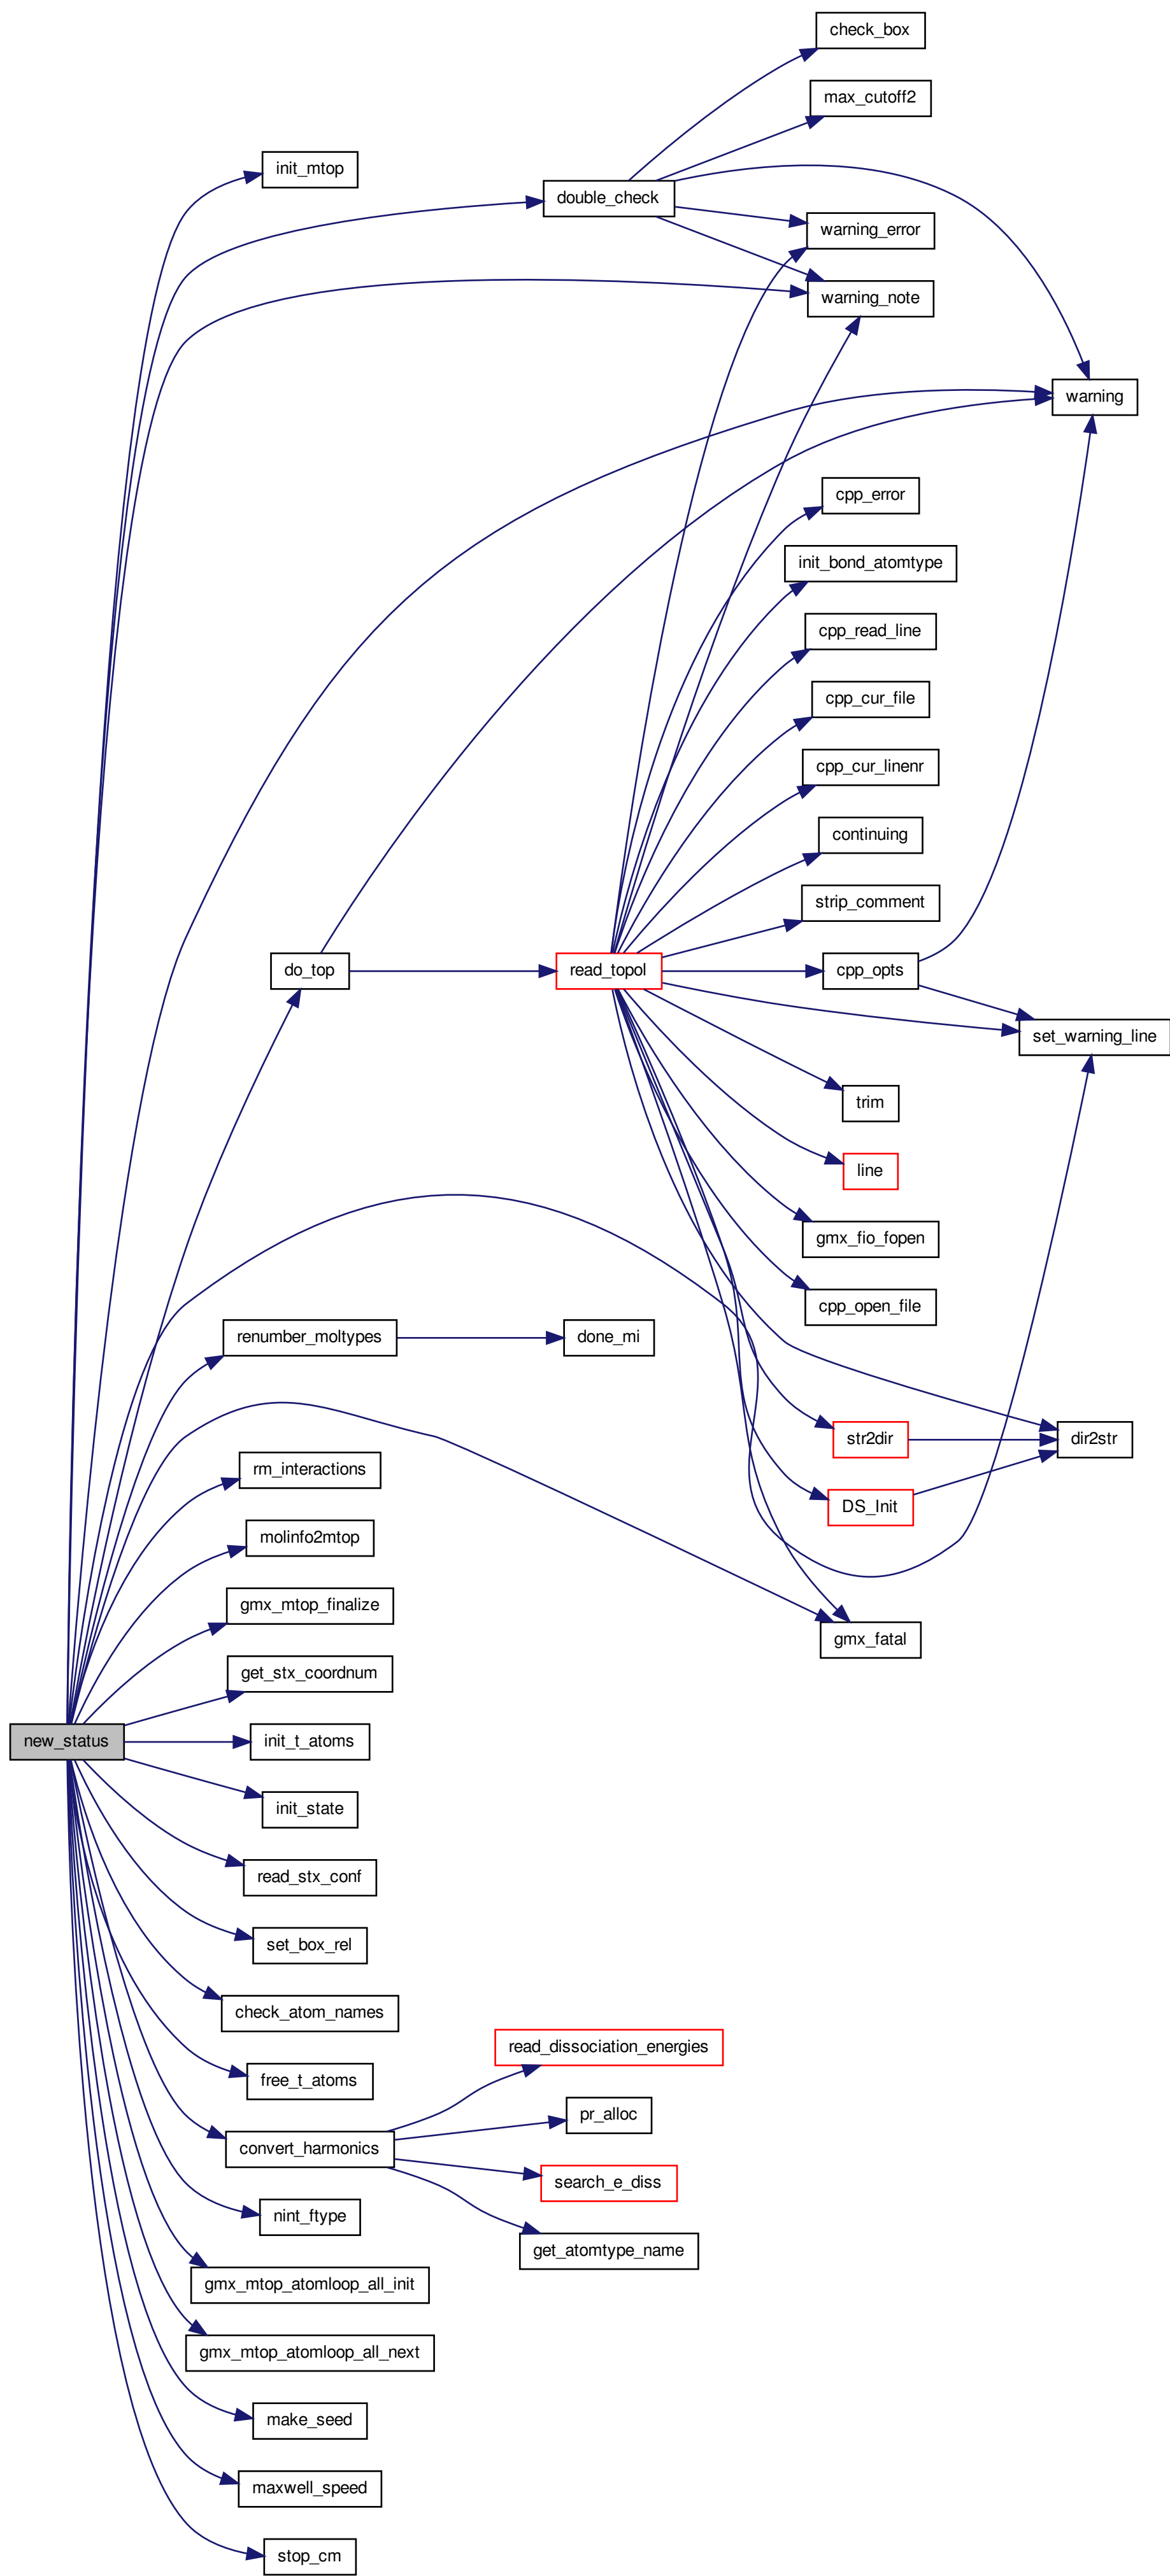 check_box
max_cutoff2
init_mtop
double_check
warning_error
warning_note
warning
cpp_error
init_bond_atomtype
cpp_read_line
cpp_cur_file
cpp_cur_linenr
continuing
strip_comment
do_top
read_topol
cpp_opts
set_warning_line
trim
line
gmx_fio_fopen
cpp_open_file
renumber_moltypes
done_mi
str2dir
dir2str
rm_interactions
DS_Init
molinfo2mtop
gmx_mtop_finalize
gmx_fatal
get_stx_coordnum
new_status
init_t_atoms
init_state
read_stx_conf
set_box_rel
check_atom_names
read_dissociation_energies
free_t_atoms
pr_alloc
convert_harmonics
search_e_diss
nint_ftype
get_atomtype_name
gmx_mtop_atomloop_all_init
gmx_mtop_atomloop_all_next
make_seed
maxwell_speed
stop_cm